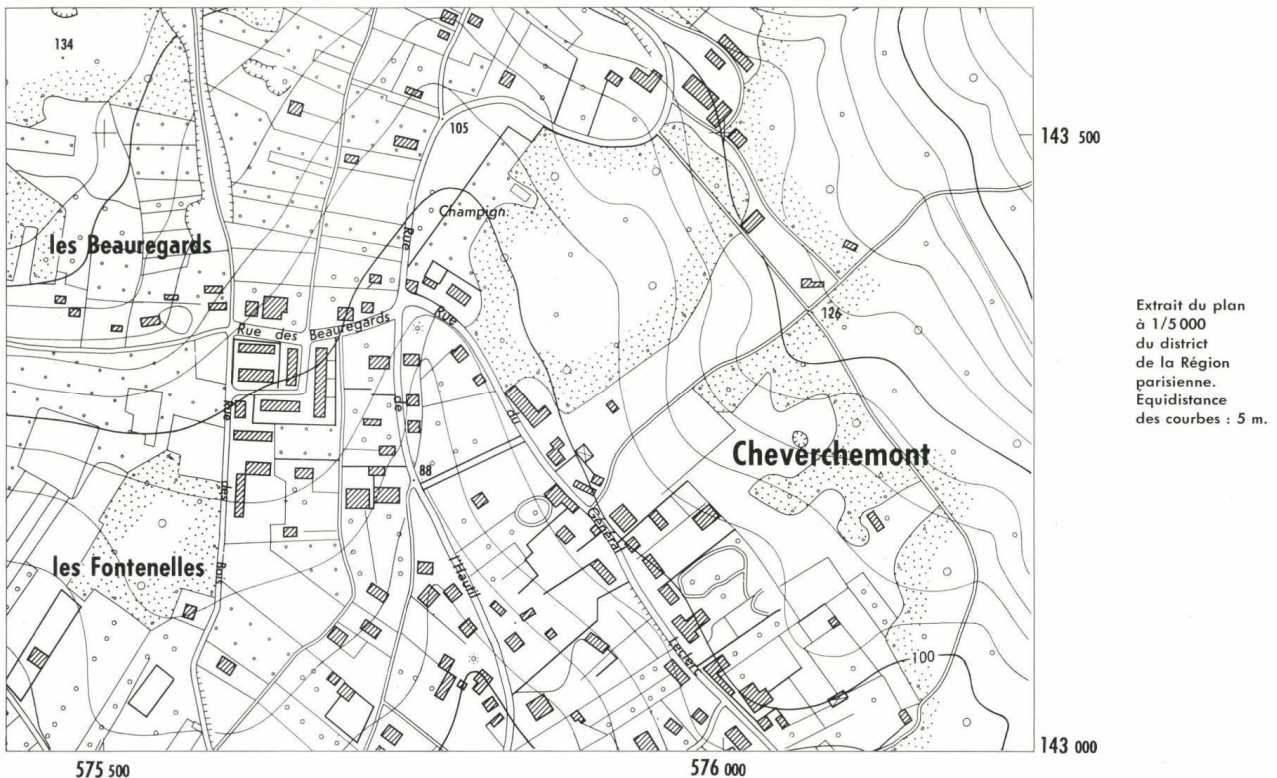 134
105
143 500
Champign.
Rue
les Beauregards
126
Rue des Beauregards
Rue
de
du
Extrait du plan
à 1/5 000
du district
de la Région
parisienne.
Équidistance
des courbes : 5 m.
Rue
Cheverchemont
88
des
Général
les Fontenelles
Bois
l'Hautil
Leclerc
100
143 000
575 500
576 000